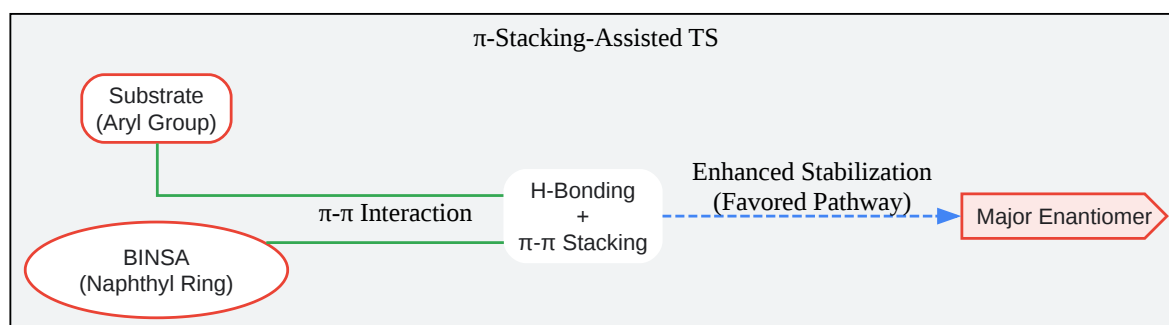 π-Stacking-Assisted TS
Substrate
(Aryl Group)
BINSA
(Naphthyl Ring)
π-π Interaction
H-Bonding
+
π-π Stacking
Enhanced Stabilization
(Favored Pathway)
Major Enantiomer